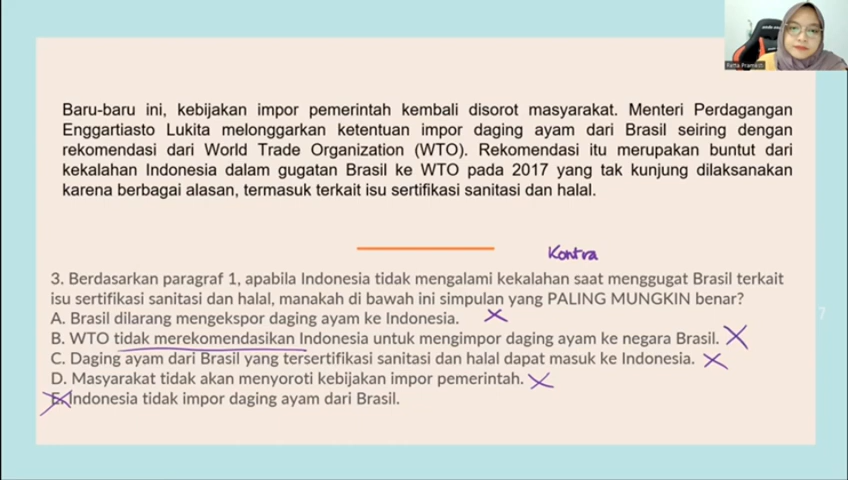 Baru-baru ini, kebijakan impor pemerintah kembali disorot masyarakat. Menteri Perdagangan
Enggartiasto Lukita melonggarkan ketentuan impor daging ayam dari Brasil seiring dengan
rekomendasi dari World Trade Organization (WTO). Rekomendasi itu merupakan buntut dari
kekalahan Indonesia dalam gugatan Brasil ke WTO pada 2017 yang tak kunjung dilaksanakan
karena berbagai alasan, termasuk terkait isu sertifikasi sanitasi dan halal.
Kontra
3. Berdasarkan paragraf 1, apabila Indonesia tidak mengalami kekalahan saat menggugat Brasil terkait
isu sertifikasi sanitasi dan halal, manakah di bawah ini simpulan yang PALING MUNGKIN benar?
A. Brasil dilarang mengekspor daging ayam ke Indonesia.
B. WTO tidak merekomendasikan Indonesia untuk mengimpor daging ayam ke negara Brasil.
C. Daging ayam dari Brasil yang tersertifikasi sanitasi dan halal dapat masuk ke Indonesia.
D. Masyarakat tidak akan menyoroti kebijakan impor pemerintah.
E. Indonesia tidak impor daging ayam dari Brasil.
7